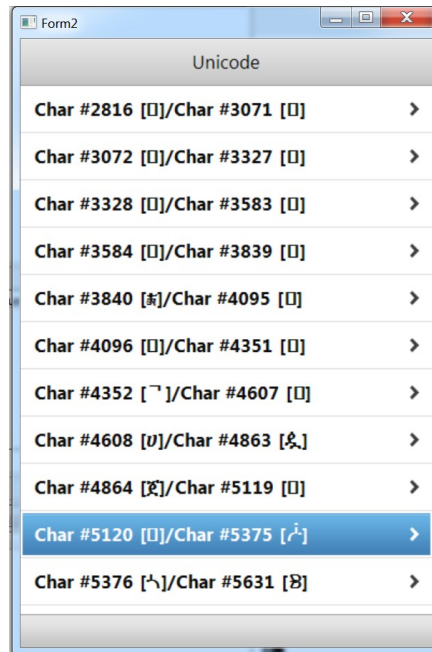 Form2
Unicode
Char #2816 [▯]/Char #3071 [▯]
Char #3072 [▯]/Char #3327 [▯]
Char #3328 [▯]/Char #3583 [▯]
Char #3584 [▯]/Char #3839 [▯]
Char #3840 [ༀ]/Char #4095 [▯]
Char #4096 [▯]/Char #4351 [▯]
Char #4352 [ᄀ]/Char #4607 [▯]
Char #4608 [ሀ]/Char #4863 [ዿ]
Char #4864 [ጀ]/Char #5119 [▯]
Char #5120 [▯]/Char #5375 [ᓿ]
Char #5376 [ᔀ]/Char #5631 [ᗿ]